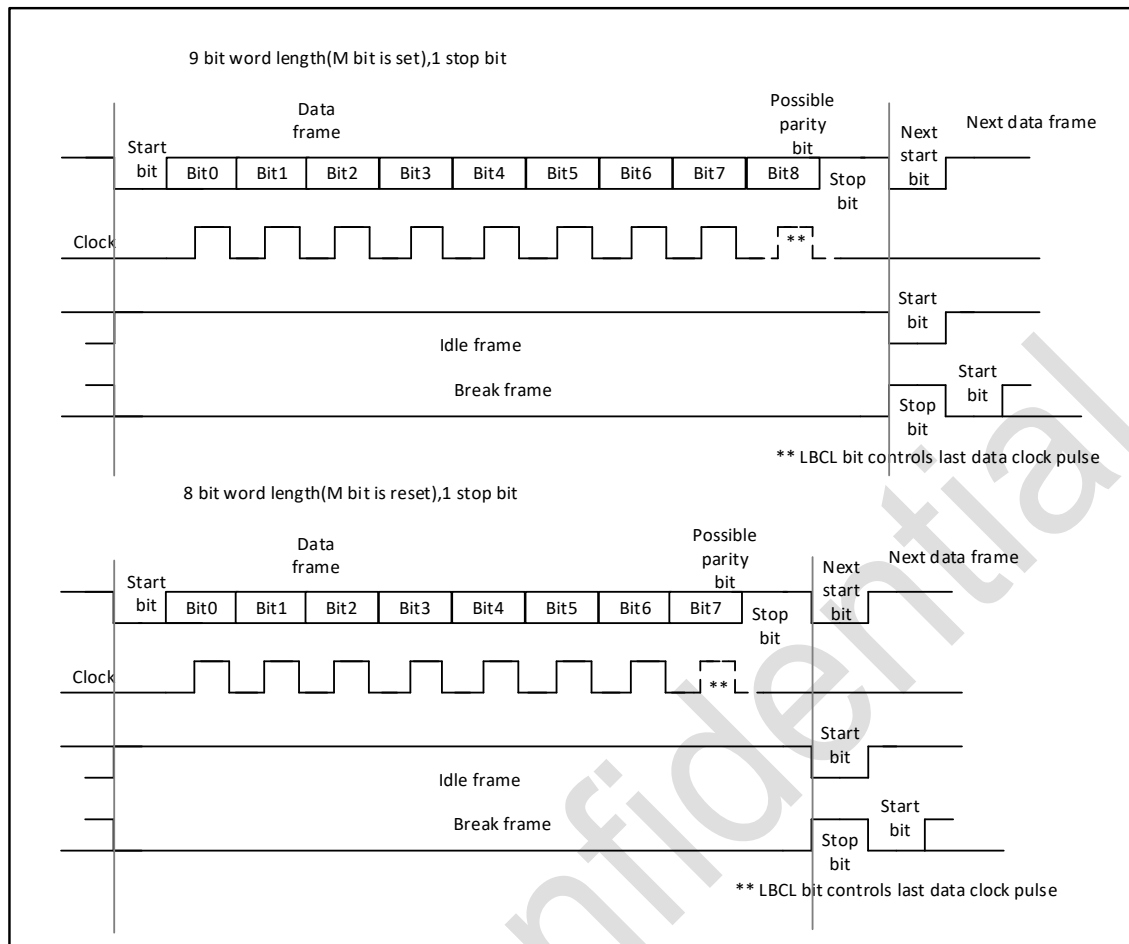 9 bit word length(M bit is set),1 stop bit
Data
frame
Possible
parity
bit
Next data frame
Start
bit
Bit0
Bit1
Bit2
Bit3
Bit4
Bit5
Bit6
Bit7
Bit8
Stop
bit
Next
start
bit
Clock
**
Start
bit
Idle frame
Break frame
Stop
bit
Start
bit
** LBCL bit controls last data clock pulse
8 bit word length(M bit is reset),1 stop bit
Data
frame
Possible
parity
bit
Next data frame
Start
bit
Bit0
Bit1
Bit2
Bit3
Bit4
Bit5
Bit6
Bit7
Stop
bit
Next
start
bit
Clock
**
Start
bit
Idle frame
Break frame
Stop
bit
Start
bit
** LBCL bit controls last data clock pulse
nfidential